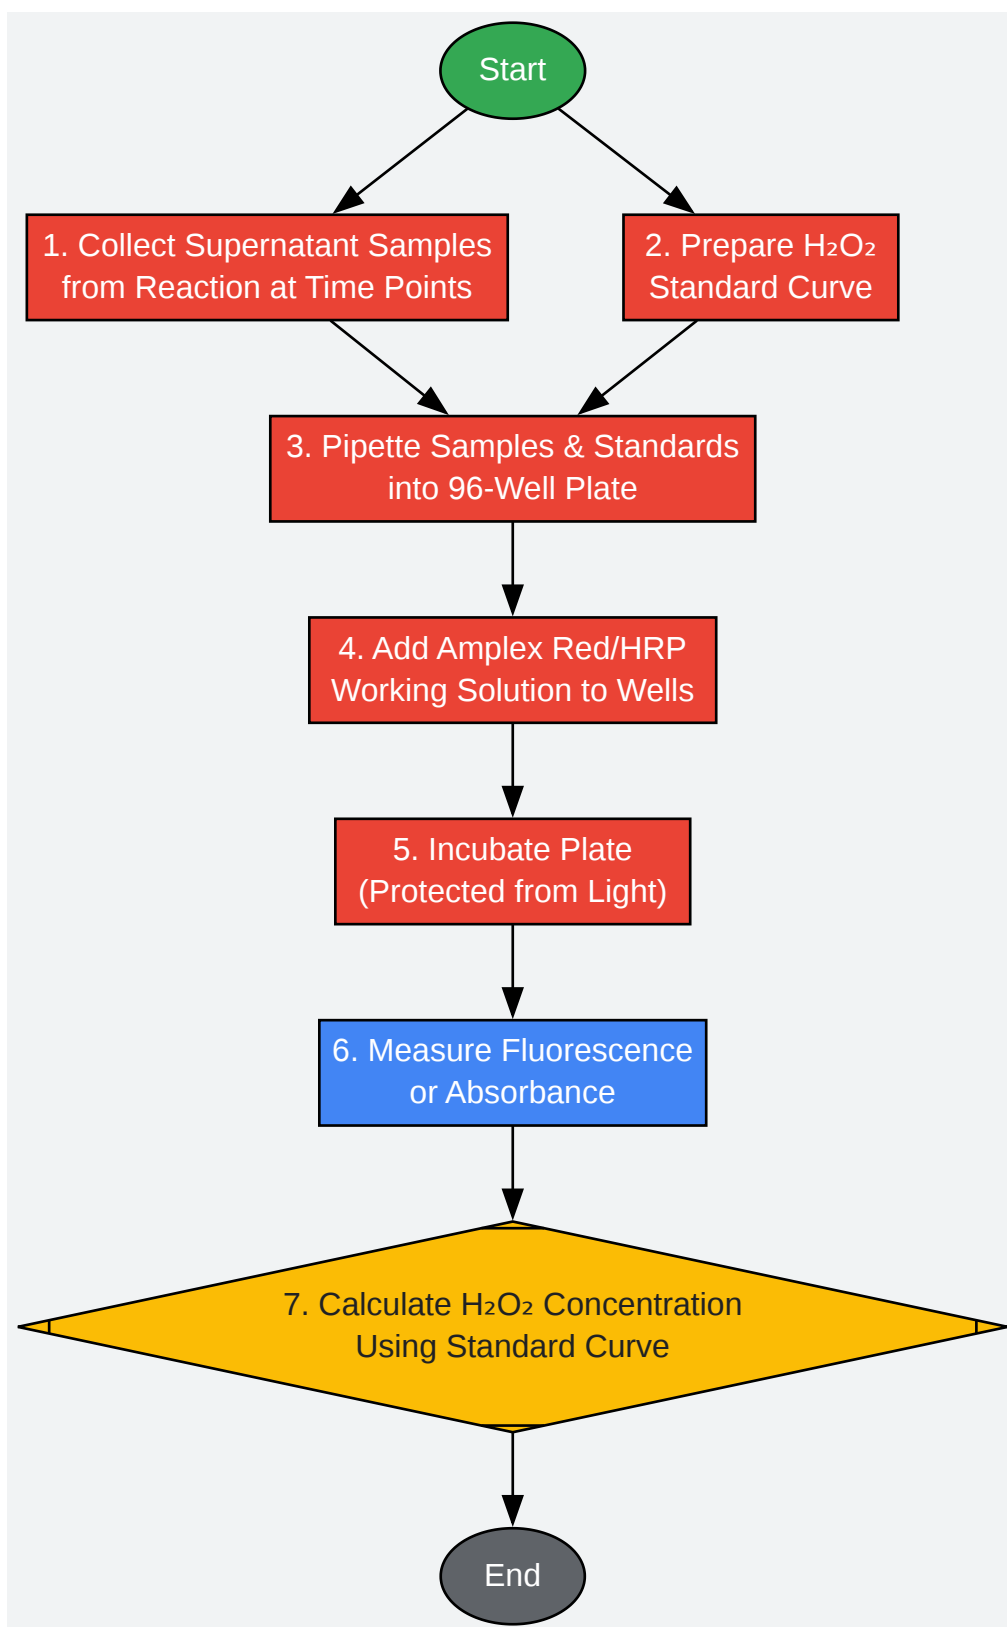 Start
1. Collect Supernatant Samples
from Reaction at Time Points
2. Prepare H₂O₂
Standard Curve
3. Pipette Samples & Standards
into 96-Well Plate
4. Add Amplex Red/HRP
Working Solution to Wells
5. Incubate Plate
(Protected from Light)
6. Measure Fluorescence
or Absorbance
7. Calculate H₂O₂ Concentration
Using Standard Curve
End